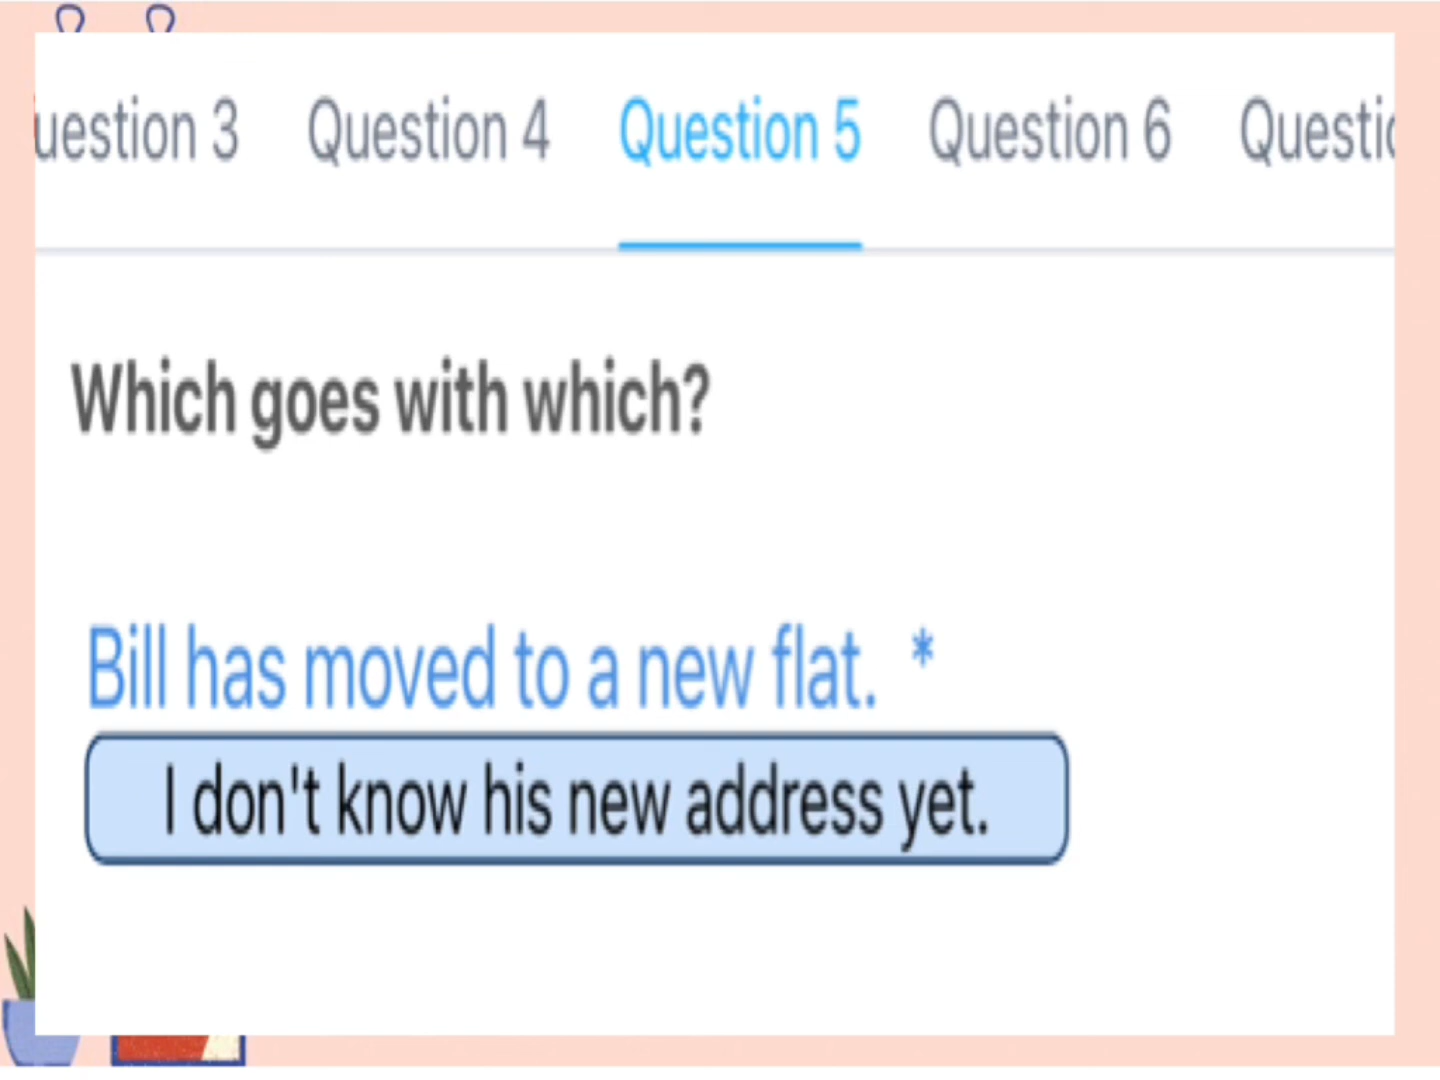 uestion 3 Question 4 Question 5 Question 6 Questio
Which goes with which?
Bill has moved to a new flat. *
I don't know his new address yet.